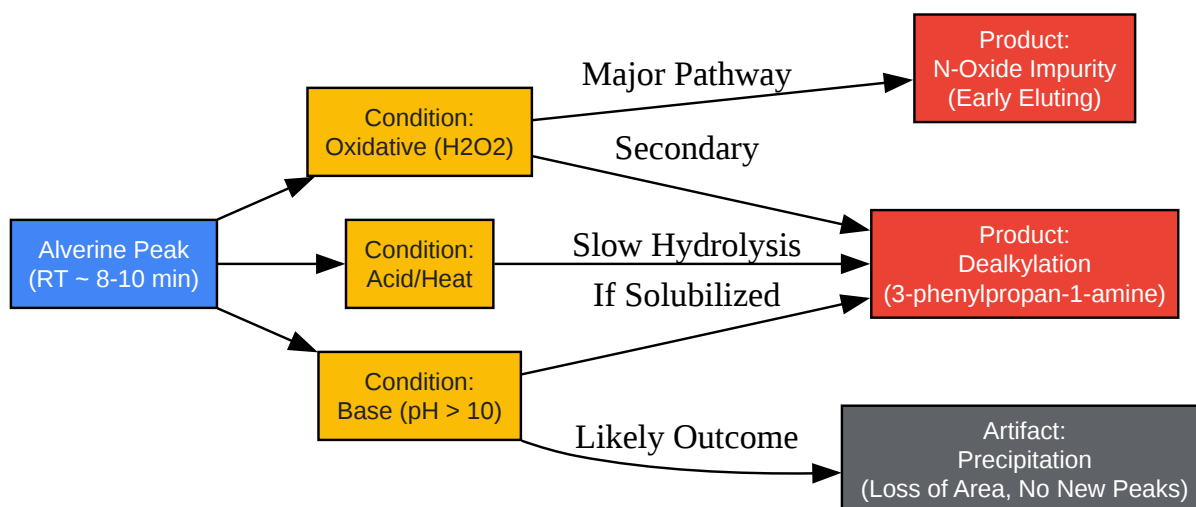 Alverine Peak
(RT ~ 8-10 min)
Condition:
Oxidative (H2O2)
Condition:
Acid/Heat
Condition:
Base (pH > 10)
Major Pathway
Secondary
Slow Hydrolysis
If Solubilized
Likely Outcome
Product:
N-Oxide Impurity
(Early Eluting)
Product:
Dealkylation
(3-phenylpropan-1-amine)
Artifact:
Precipitation
(Loss of Area, No New Peaks)